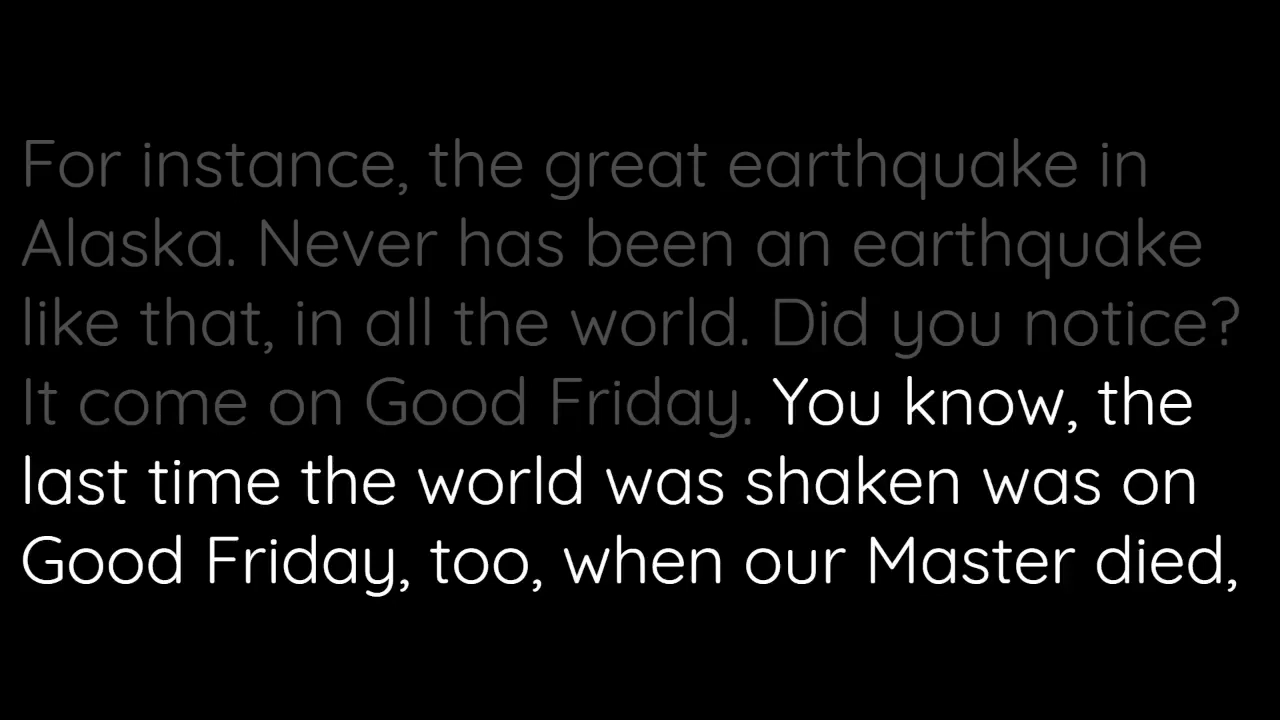 For instance, the great earthquake in
Alaska. Never has been an earthquake
like that, in all the world. Did you notice?
It come on Good Friday. You know, the
last time the world was shaken was on
Good Friday, too, when our Master died,